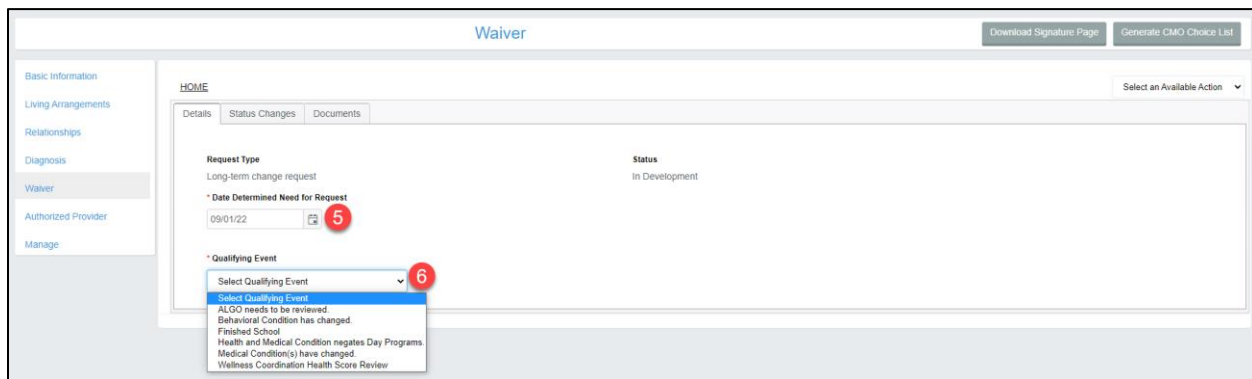 Waiver
Download Signature Page
Generate CMO Choice List
Basic Information
Living Arrangements
Relationships
Diagnosis
Waiver
Authorized Provider
Manage
HOME
Select an Available Action
Details Status Changes Documents
Request Type
Long-term change request
Status
In Development
* Date Determined Need for Request
09/01/22
5
* Qualifying Event
Select Qualifying Event
6
Select Qualifying Event
ALGO needs to be reviewed.
Behavioral Condition has changed.
Finished School
Health and Medical Condition negates Day Programs.
Medical Condition(s) have changed.
Wellness Coordination Health Score Review